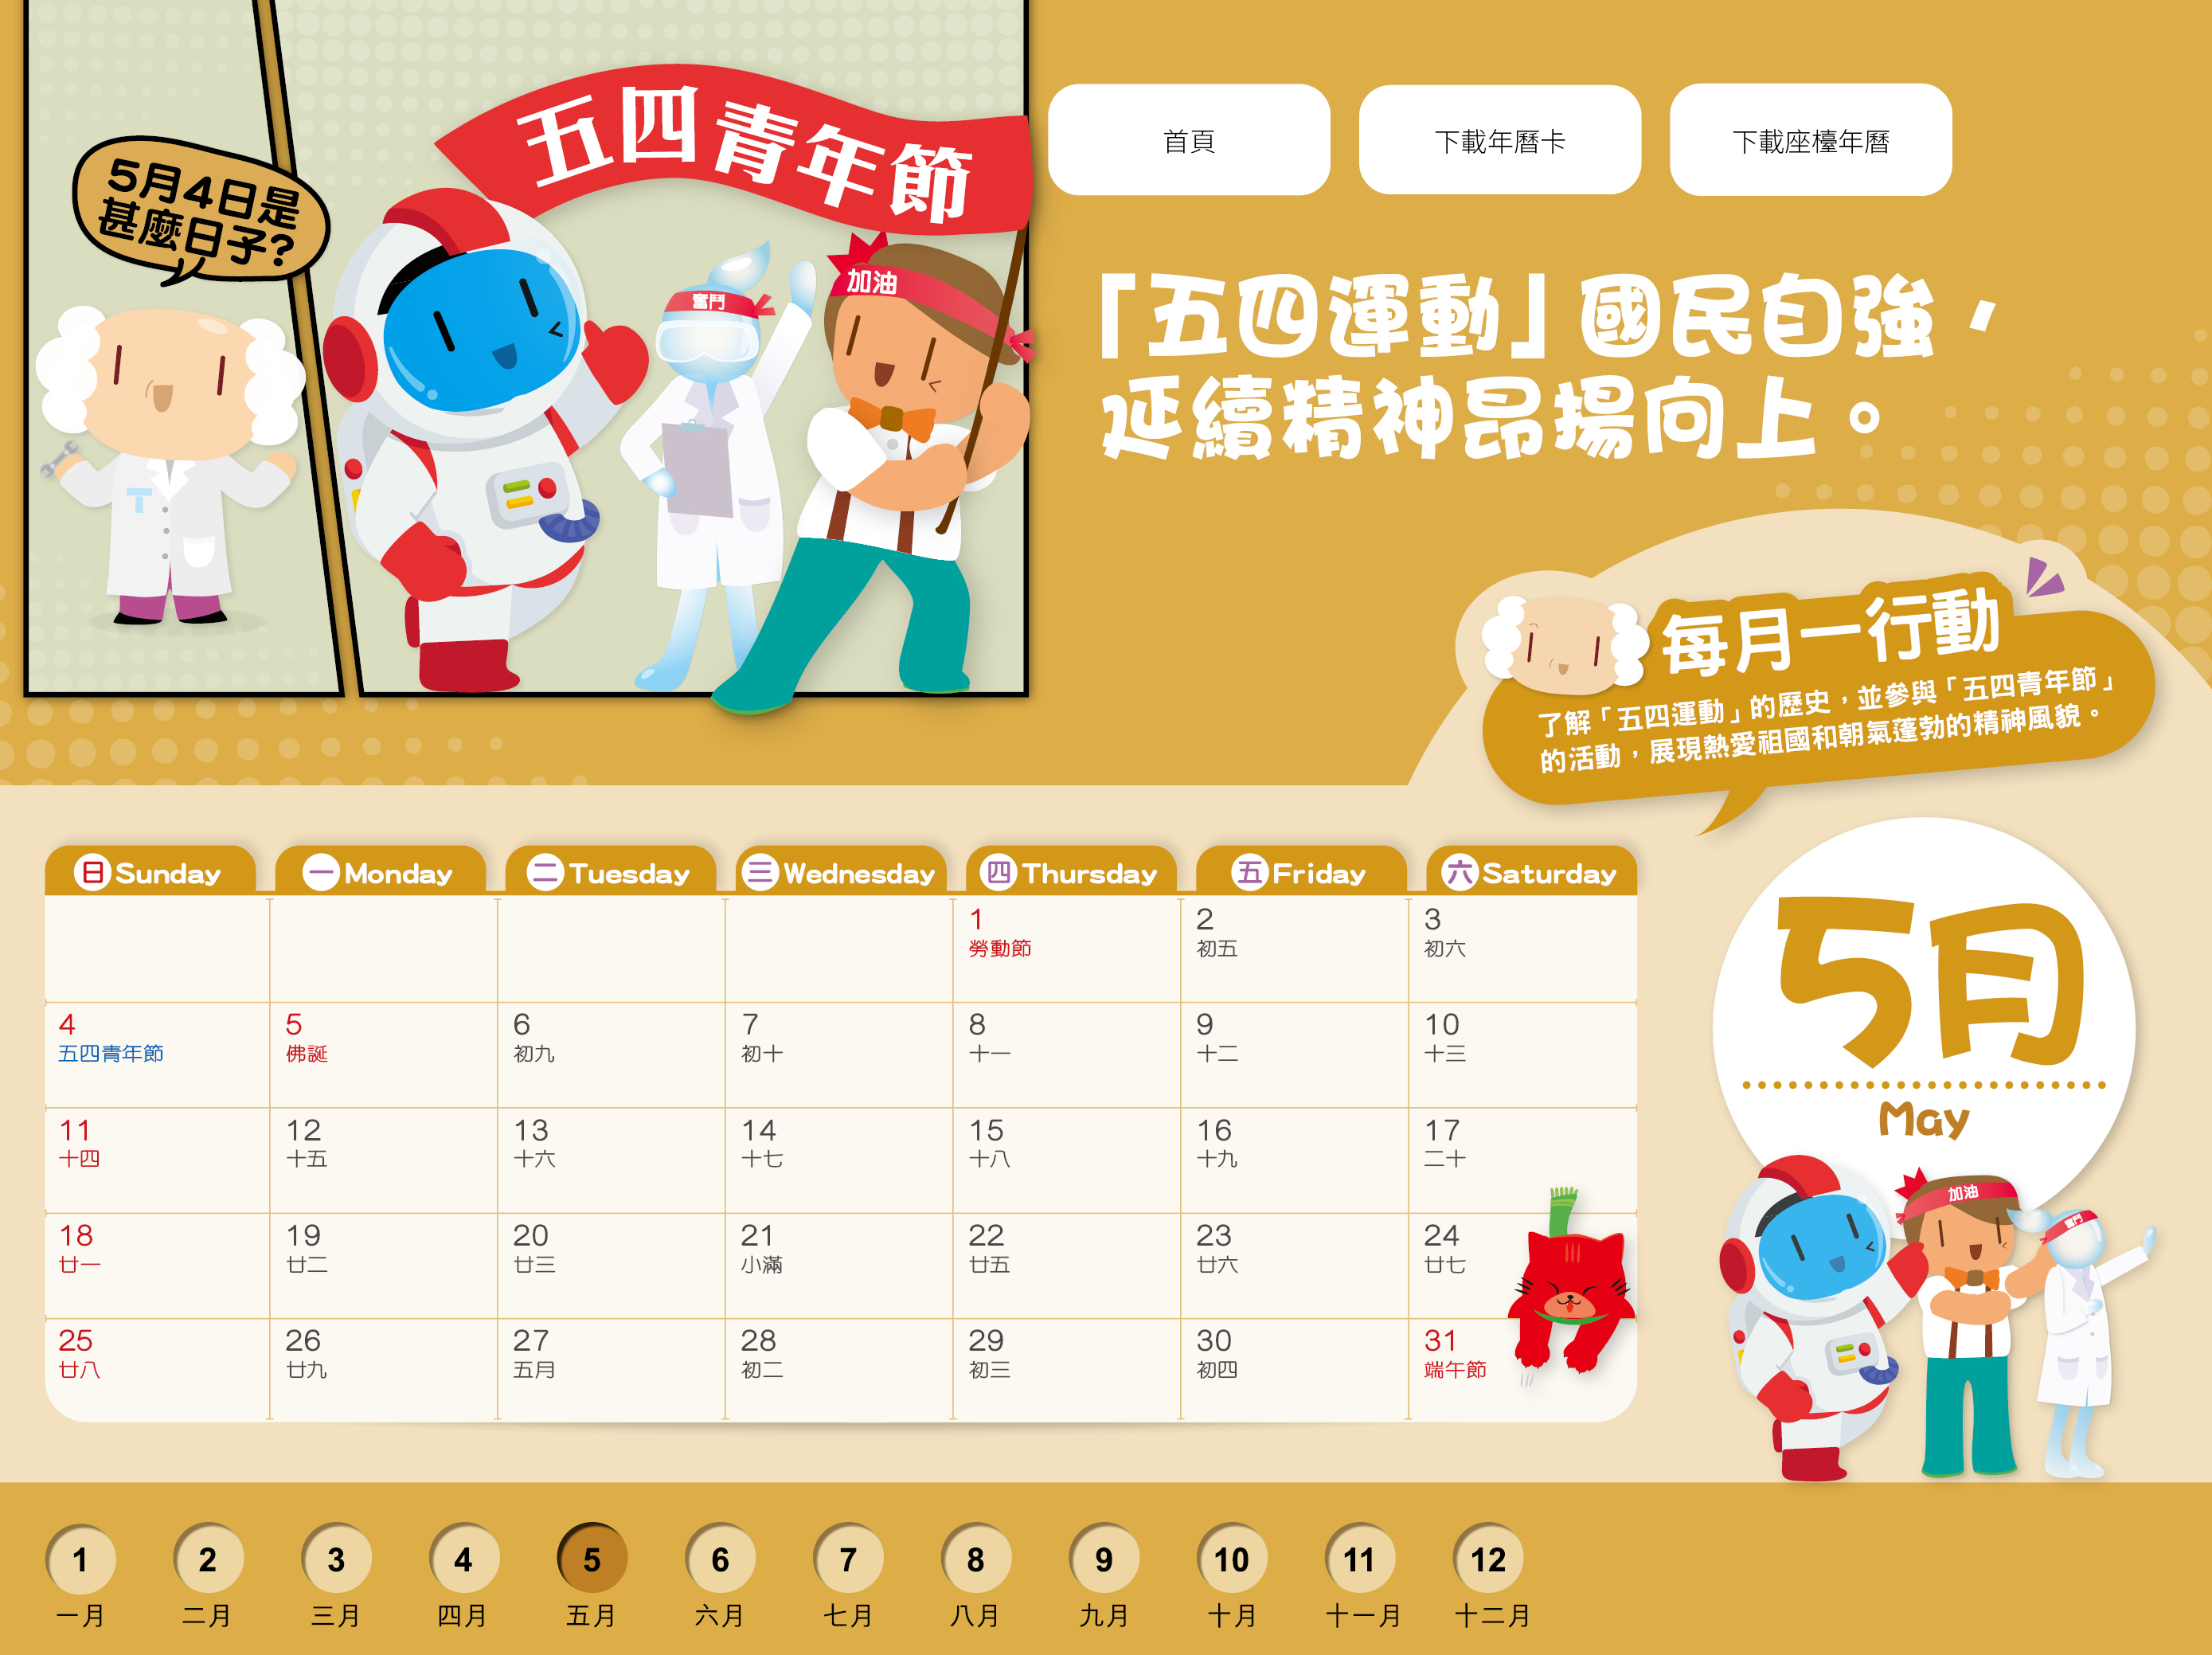 五四青年節
5月4日是
甚麼日子?
奮鬥
加油
首頁
下載年曆卡
下載座檯年曆
「五四運動」國民自強，
延續精神昂揚向上。
每月一行動
了解「五四運動」的歷史，並參與「五四青年節」
的活動，展現熱愛祖國和朝氣蓬勃的精神風貌。
日 Sunday 一 Monday 二 Tuesday 三 Wednesday 四 Thursday 五 Friday 六 Saturday
1 2 3
勞動節 初五 初六
4 5 6 7 8 9 10
五四青年節 佛誕 初九 初十 十一 十二 十三
11 12 13 14 15 16 17
十四 十五 十六 十七 十八 十九 二十
18 19 20 21 22 23 24
廿一 廿二 廿三 小滿 廿五 廿六 廿七
25 26 27 28 29 30 31
廿八 廿九 五月 初二 初三 初四 端午節
5月
May
加油
奮鬥
1 2 3 4 5 6 7 8 9 10 11 12
一月 二月 三月 四月 五月 六月 七月 八月 九月 十月 十一月 十二月